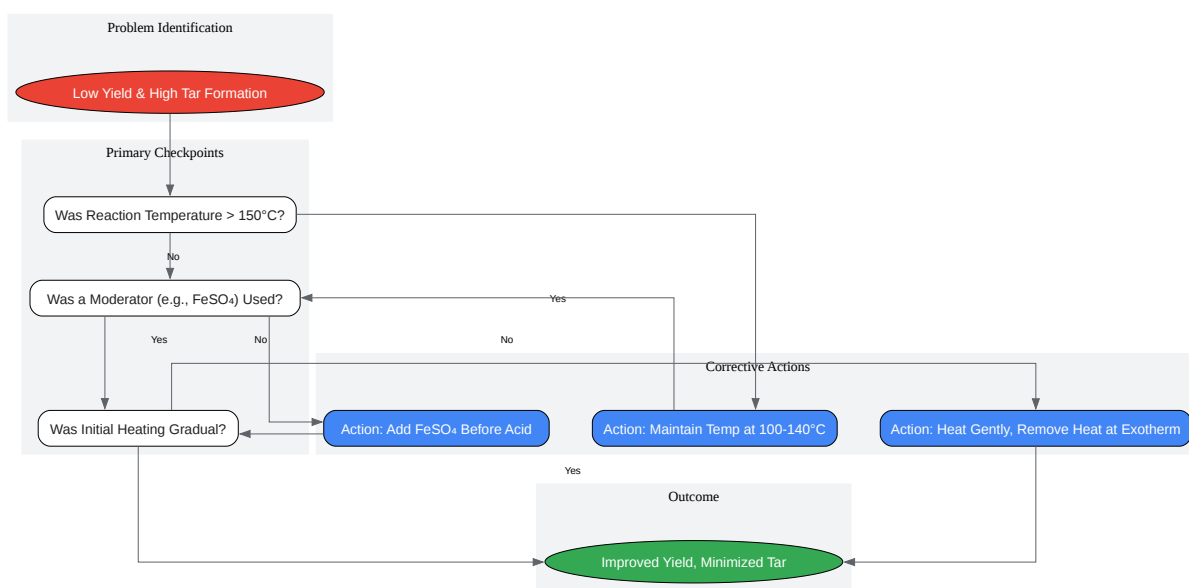 Problem Identification
Low Yield & High Tar Formation
Primary Checkpoints
Was Reaction Temperature > 150°C?
No
Was a Moderator (e.g., FeSO₄) Used?
Yes
Yes
No
No
Corrective Actions
Was Initial Heating Gradual?
Action: Add FeSO₄ Before Acid
Action: Maintain Temp at 100-140°C
Action: Heat Gently, Remove Heat at Exotherm
Yes
Outcome
Improved Yield, Minimized Tar